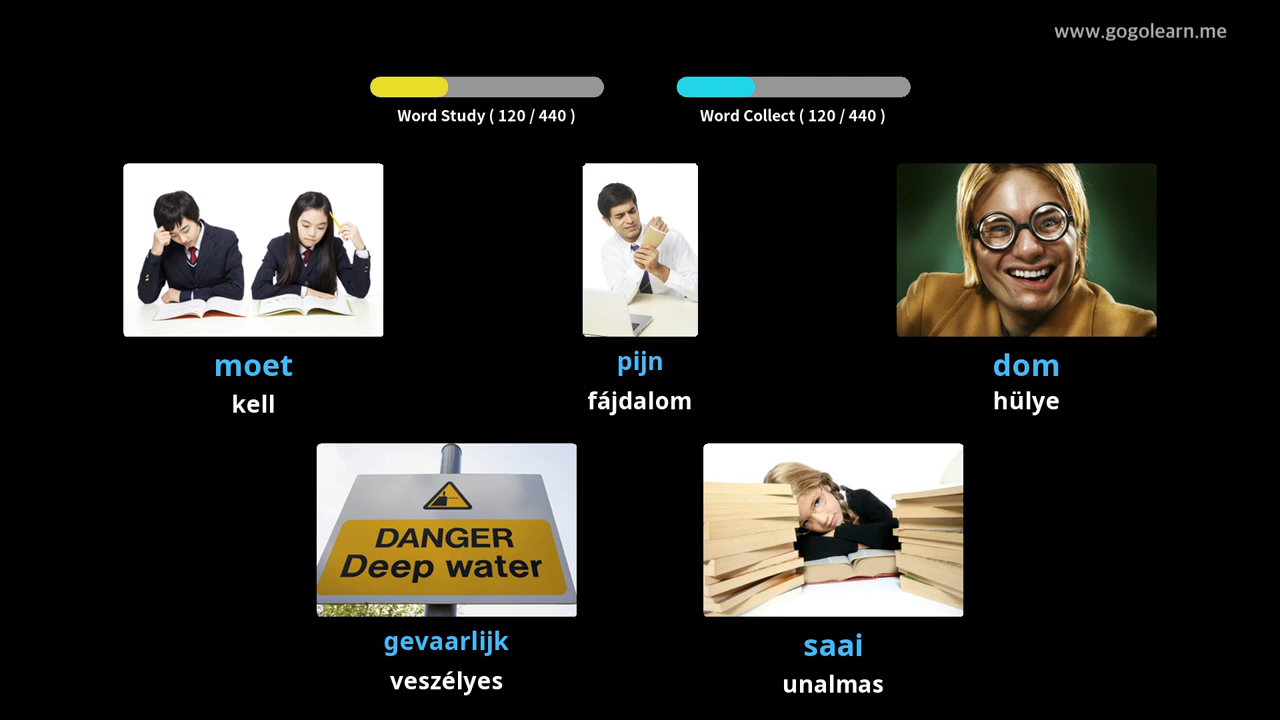 www.gogolearn.me
Word Study ( 120 / 440 )
Word Collect ( 120 / 440 )
moet
kell
pijn
fájdalom
dom
hülye
DANGER
Deep water
gevaarlijk
veszélyes
saai
unalmas